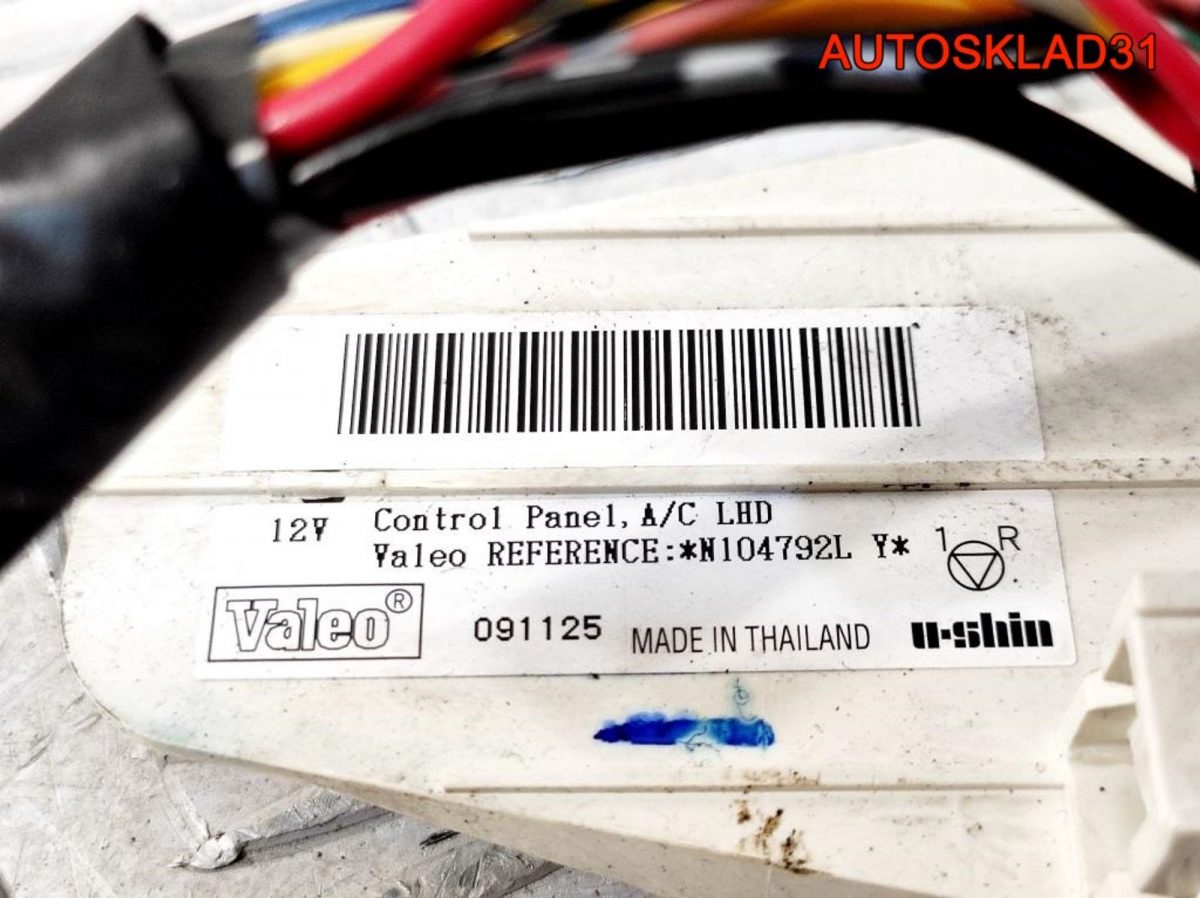 AUTOSKLAD31
12V Control Panel, A/C LHD
Valeo REFERENCE:*N104792L Y*
1 R
Valeo® 091125 MADE IN THAILAND u-shin